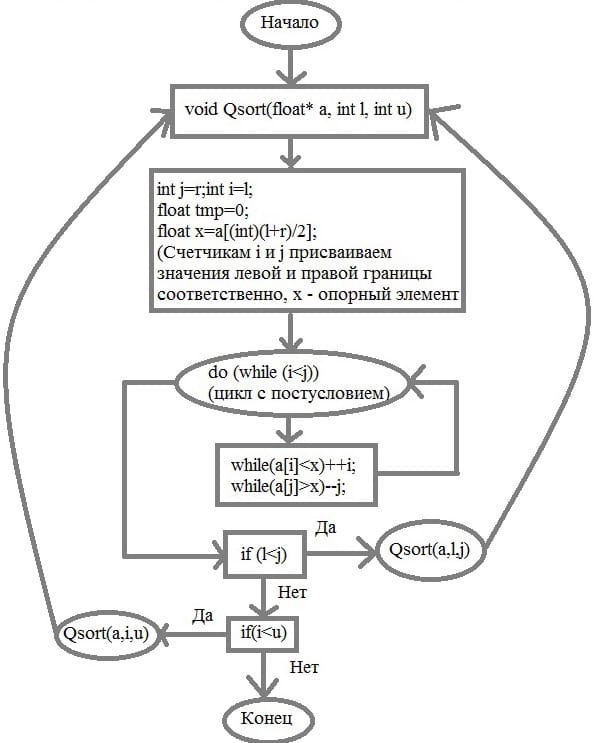 Начало
void Qsort(float* a, int l, int u)
int j=r;int i=l;
float tmp=0;
float x=a[(int)(l+r)/2];
(Счетчикам i и j присваиваем
значения левой и правой границы
соответственно, x - опорный элемент
do (while (i<j))
(цикл с постусловием)
while(a[i]<x)++i;
while(a[j]>x)--j;
Да
if (l<j)
Qsort(a,l,j)
Нет
Да
Qsort(a,i,u)
if(i<u)
Нет
Конец